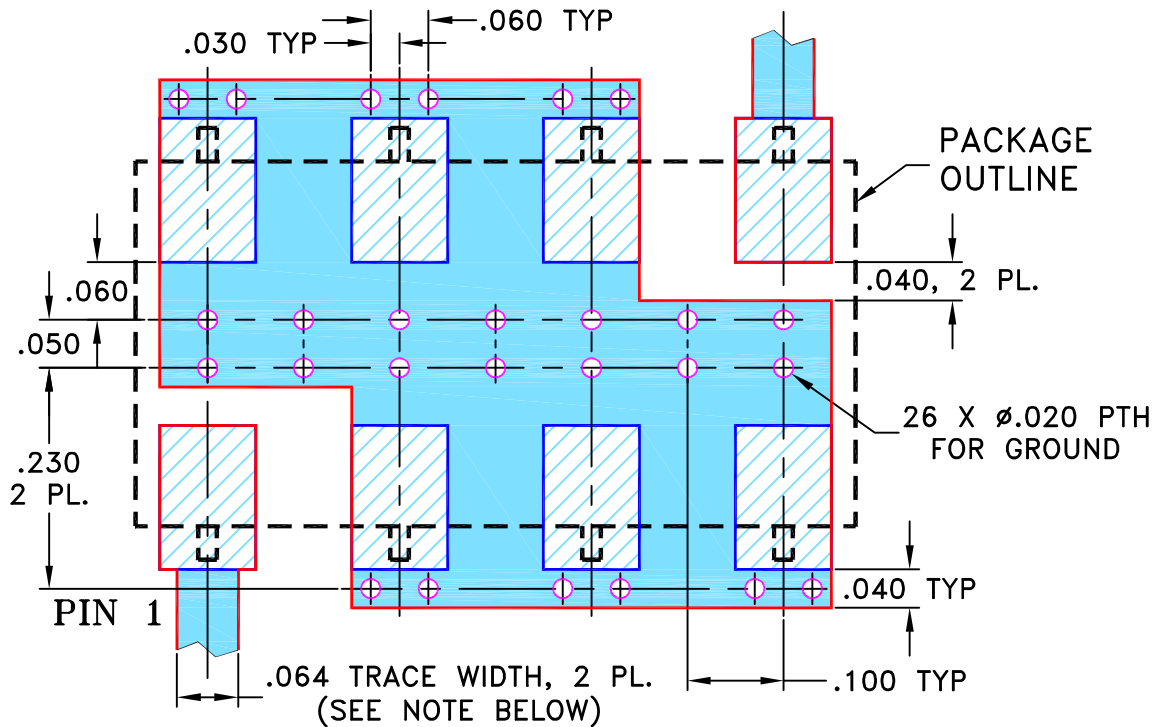 .060 TYP
.030 TYP
PACKAGE
OUTLINE
.060
.040, 2 PL.
.050
26 X ø.020 PTH
FOR GROUND
.230
2 PL.
.040 TYP
PIN 1
.064 TRACE WIDTH, 2 PL.
(SEE NOTE BELOW)
.100 TYP